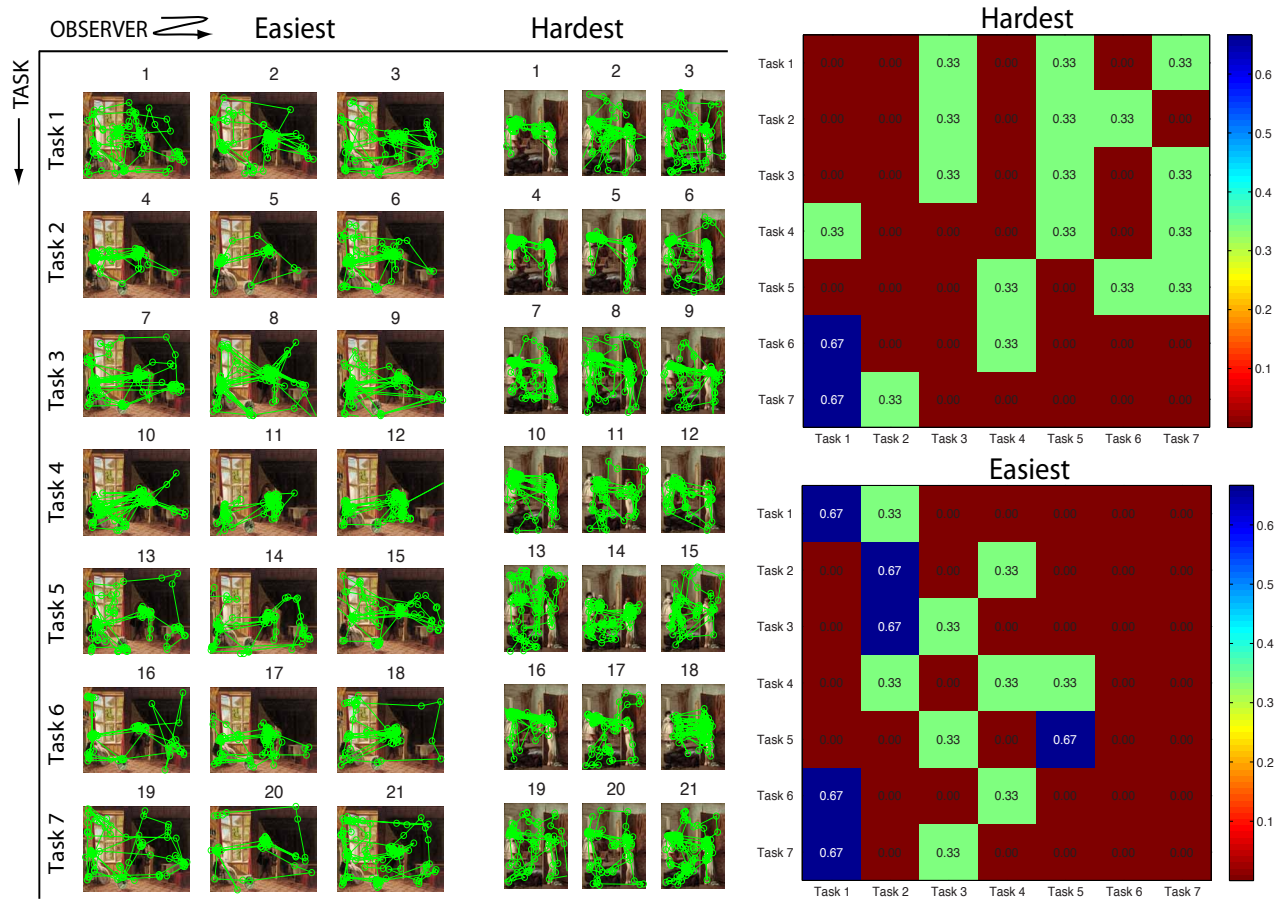 OBSERVER Easiest Hardest
TASK
1 2 3 1 2 3
Task 1
4 5 6 4 5 6
Task 2
7 8 9 7 8 9
Task 3
10 11 12 10 11 12
Task 4
13 14 15 13 14 15
Task 5
16 17 18 16 17 18
Task 6
19 20 21 19 20 21
Task 7
Hardest
Task 1 0.00 0.00 0.33 0.00 0.33 0.00 0.33
Task 2 0.00 0.00 0.33 0.00 0.33 0.33 0.00
Task 3 0.00 0.00 0.33 0.00 0.33 0.00 0.33
Task 4 0.33 0.00 0.00 0.00 0.33 0.00 0.33
Task 5 0.00 0.00 0.00 0.33 0.00 0.33 0.33
Task 6 0.67 0.00 0.00 0.33 0.00 0.00 0.00
Task 7 0.67 0.33 0.00 0.00 0.00 0.00 0.00
Task 1 Task 2 Task 3 Task 4 Task 5 Task 6 Task 7
0.6
0.5
0.4
0.3
0.2
0.1
Easiest
Task 1 0.67 0.33 0.00 0.00 0.00 0.00 0.00
Task 2 0.00 0.67 0.00 0.33 0.00 0.00 0.00
Task 3 0.00 0.67 0.33 0.00 0.00 0.00 0.00
Task 4 0.00 0.33 0.00 0.33 0.33 0.00 0.00
Task 5 0.00 0.00 0.33 0.00 0.67 0.00 0.00
Task 6 0.67 0.00 0.00 0.33 0.00 0.00 0.00
Task 7 0.67 0.00 0.33 0.00 0.00 0.00 0.00
Task 1 Task 2 Task 3 Task 4 Task 5 Task 6 Task 7
0.6
0.5
0.4
0.3
0.2
0.1